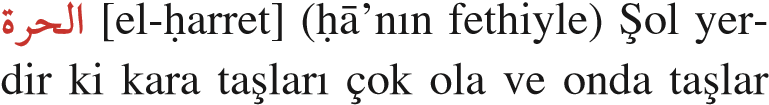 الحرة [el-ḥarret] (ḥā’nın fethiyle) Şol yer-
dir ki kara taşları çok ola ve onda taşlar